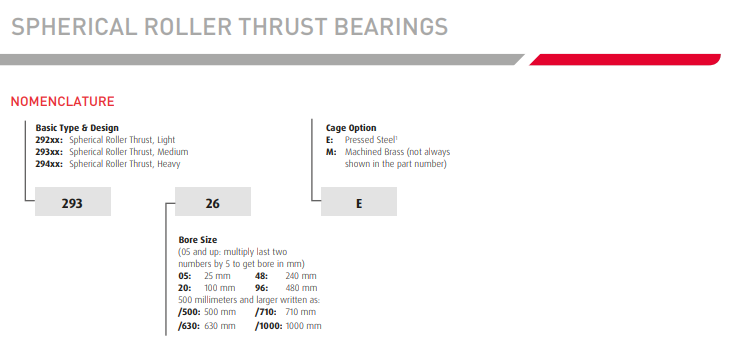 SPHERICAL ROLLER THRUST BEARINGS
NOMENCLATURE
Basic Type & Design
292xx: Spherical Roller Thrust, Light
293xx: Spherical Roller Thrust, Medium
294xx: Spherical Roller Thrust, Heavy
Cage Option
E: Pressed Steel¹
M: Machined Brass (not always
shown in the part number)
293
26
E
Bore Size
(05 and up: multiply last two
numbers by 5 to get bore in mm)
05: 25 mm 48: 240 mm
20: 100 mm 96: 480 mm
500 millimeters and larger written as:
/500: 500 mm /710: 710 mm
/630: 630 mm /1000: 1000 mm